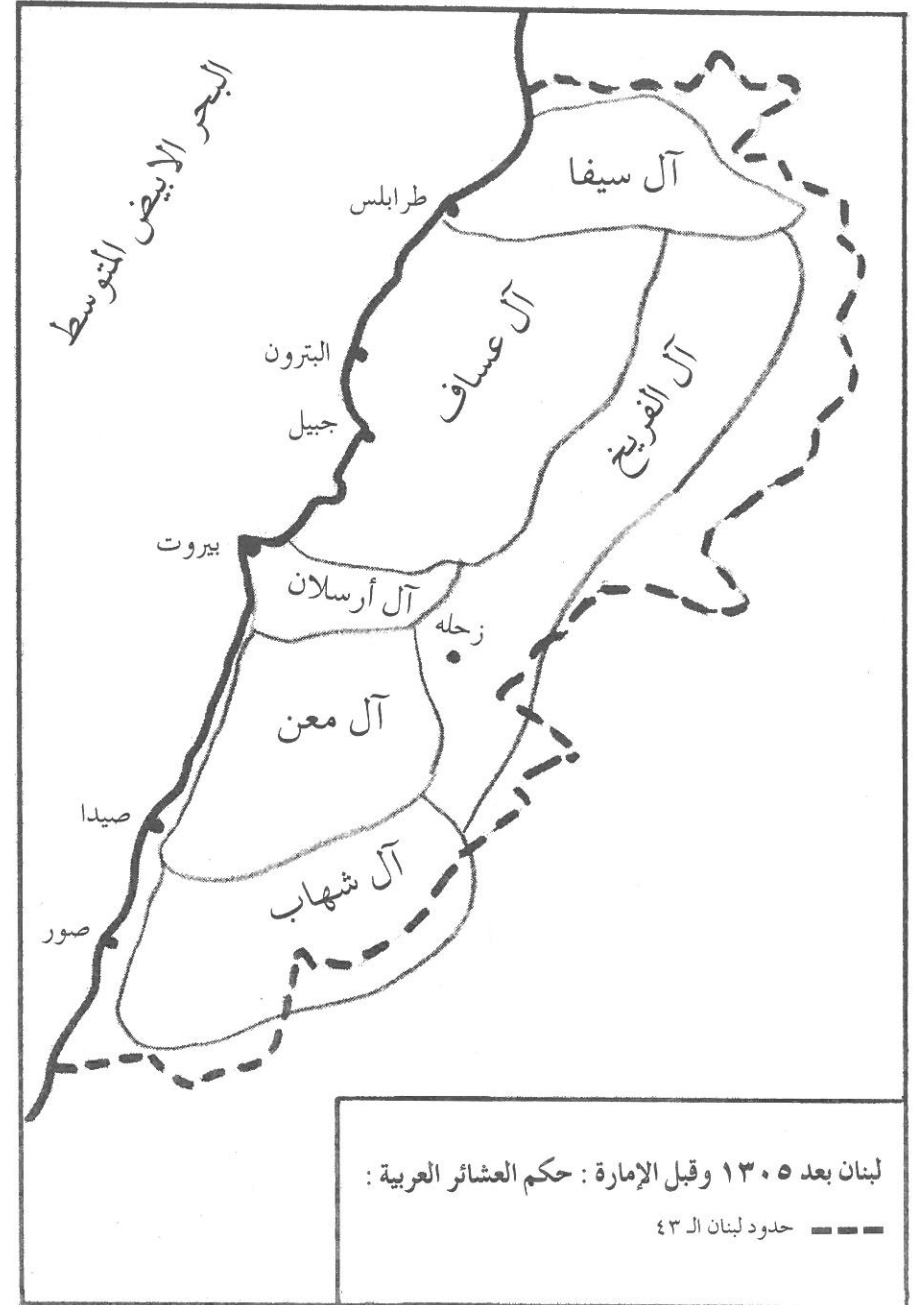 البحر الابيض المتوسط
آل سيفا
طرابلس
آل عساف
آل الفريخ
البترون
جبيل
بيروت
آل أرسلان
زحله
آل معن
صيدا
آل شهاب
صور
لبنان بعد ١٣٠٥ وقبل الإمارة : حكم العشائر العربية :
حدود لبنان الـ ٤٣